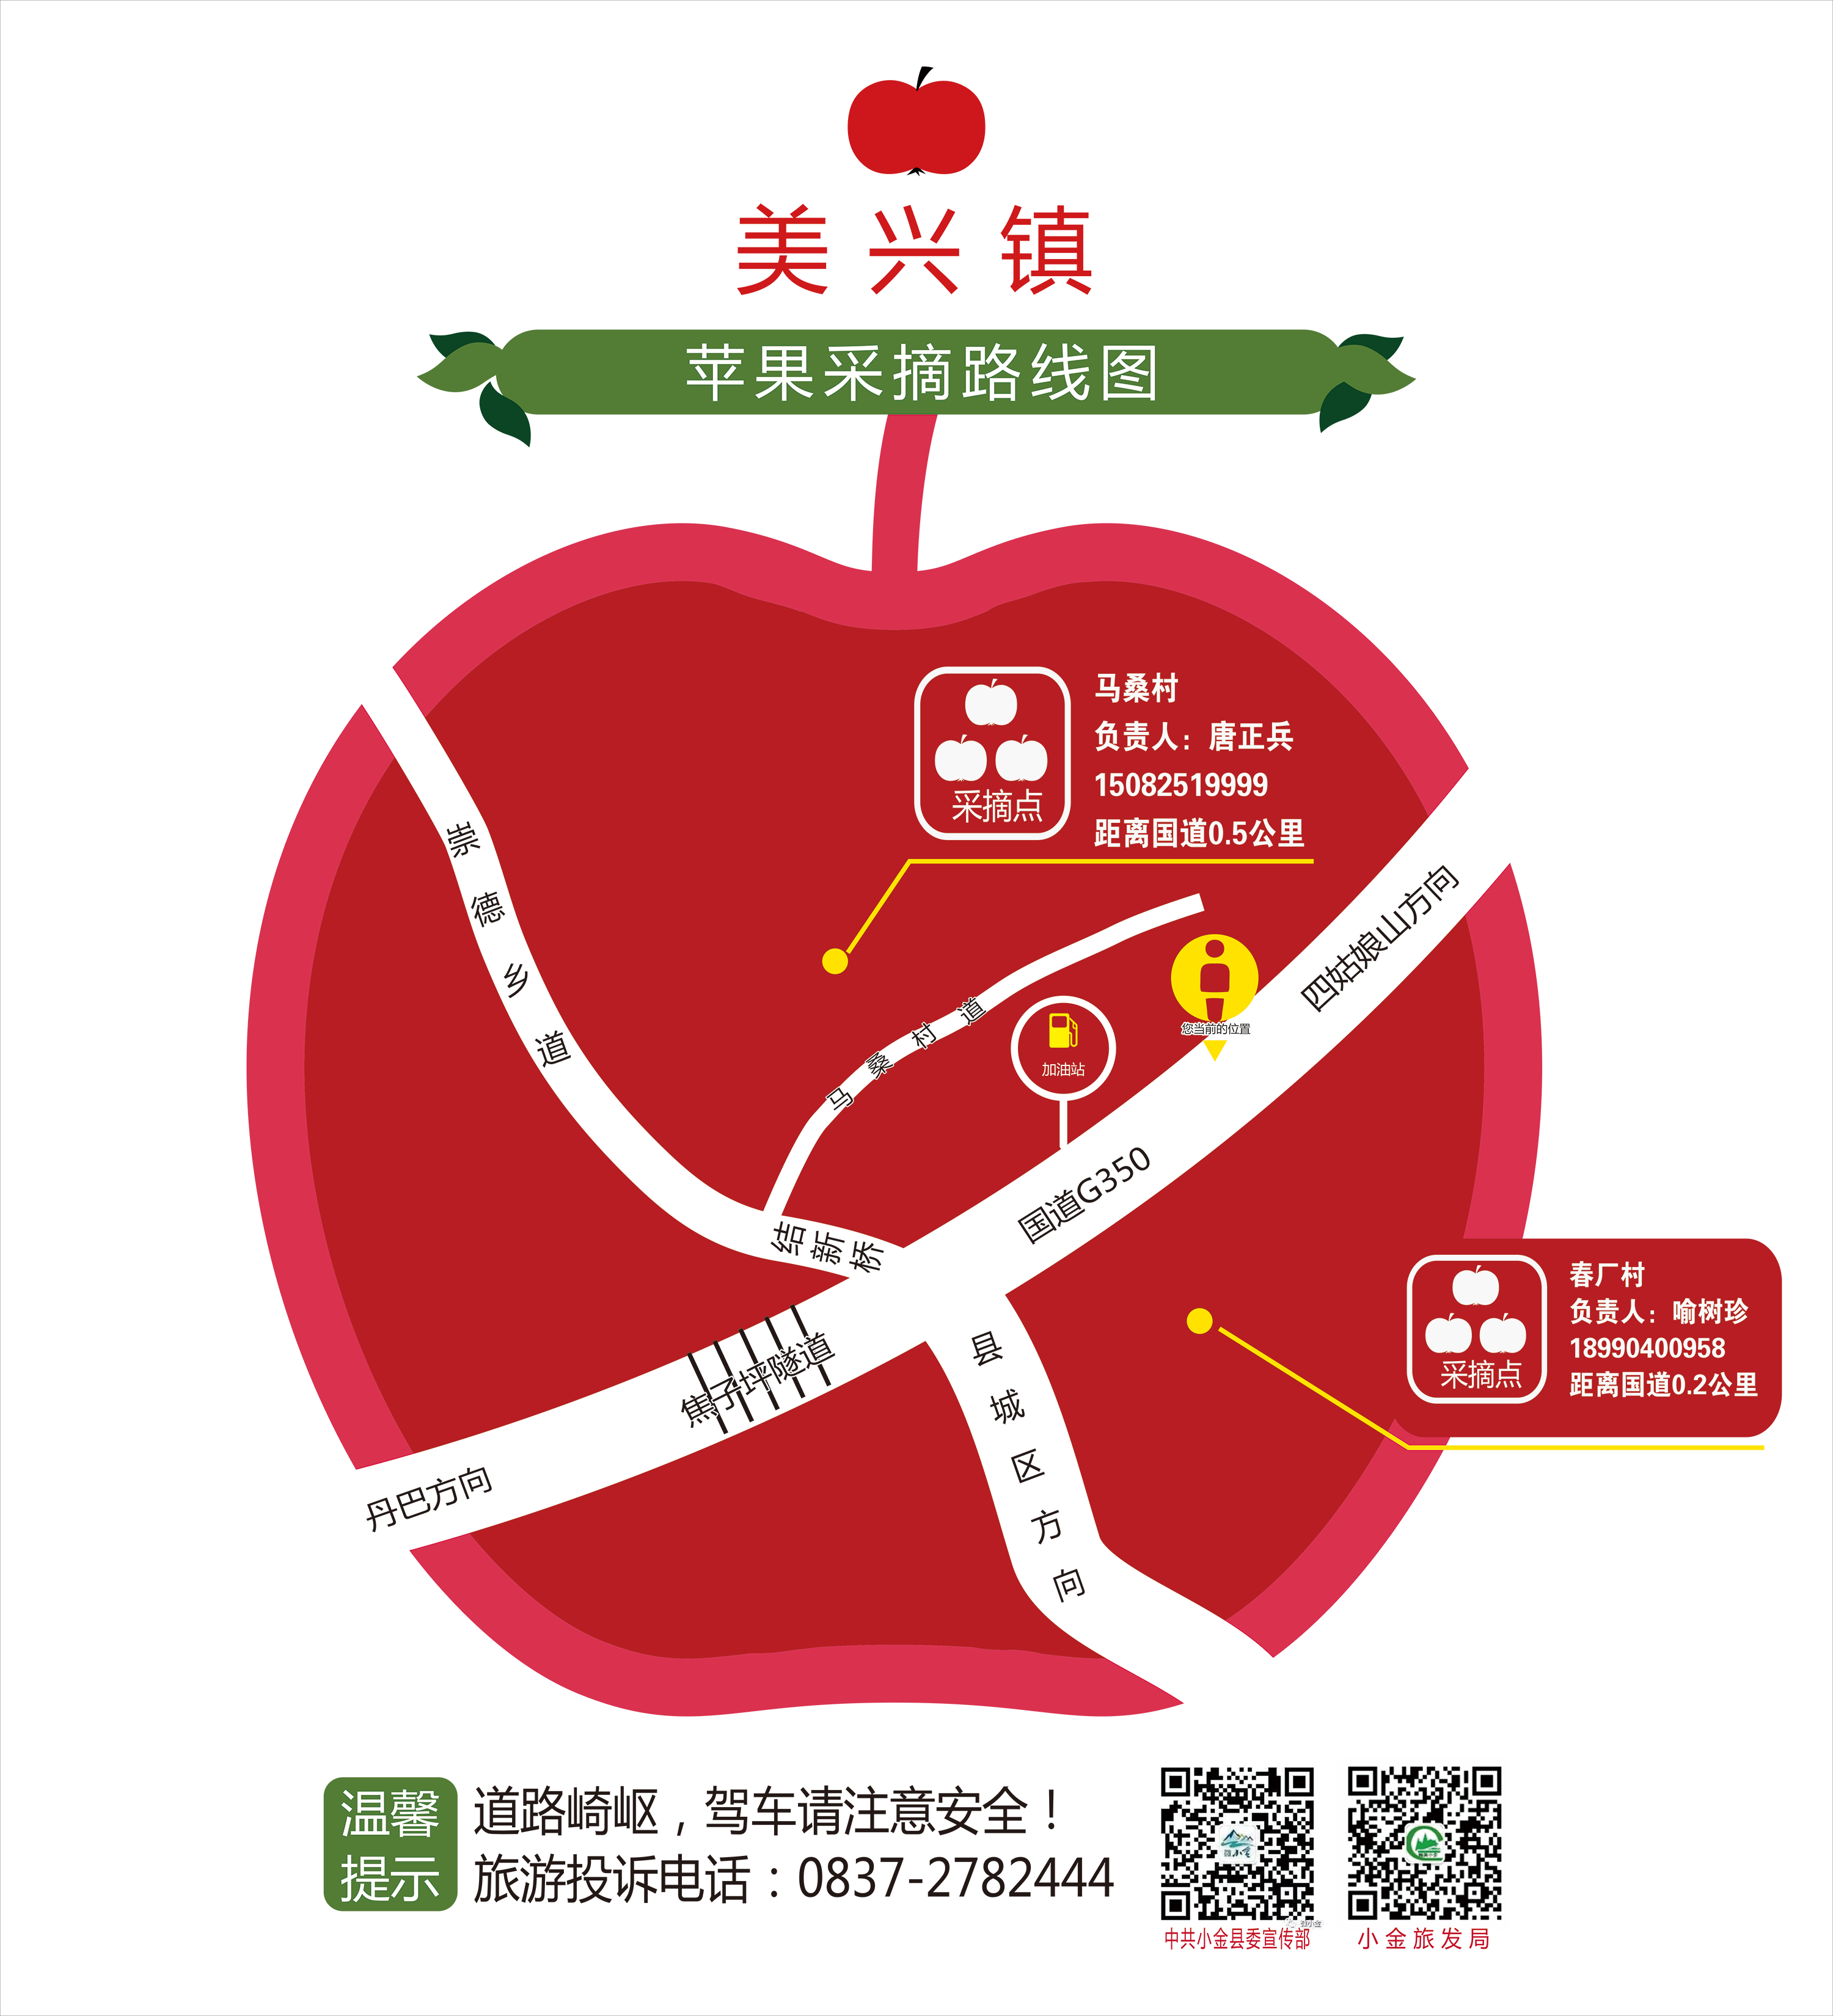 美兴镇
苹果采摘路线图
采摘点
马桑村
负责人：唐正兵
15082519999
距离国道0.5公里
崇德乡道
马桑村道
加油站
您当前的位置
四姑娘山方向
国道G350
结新桥
采摘点
春厂村
负责人：喻树珍
18990400958
距离国道0.2公里
焦子坪隧道
县城区方向
丹巴方向
温馨
提示
道路崎岖，驾车请注意安全！
旅游投诉电话：0837-2782444
微小金
中共小金县委宣传部
小金旅发局